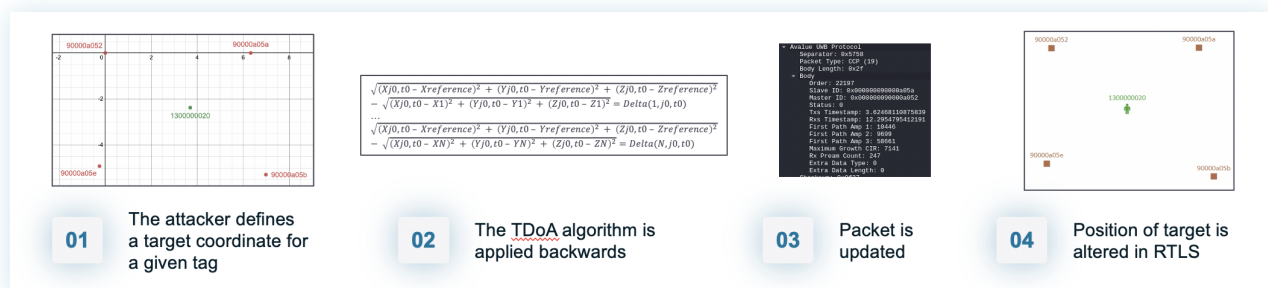 90000a052
90000a05a
-2
0
2
4
6
8
-2
1300000020
-4
90000a05e
90000a05b
√(Xj0,t0 − Xreference)² + (Yj0,t0 − Yreference)² + (Zj0,t0 − Zreference)²
− √(Xj0,t0 − X1)² + (Yj0,t0 − Y1)² + (Zj0,t0 − Z1)² = Delta(1,j0,t0)
...
√(Xj0,t0 − Xreference)² + (Yj0,t0 − Yreference)² + (Zj0,t0 − Zreference)²
− √(Xj0,t0 − XN)² + (Yj0,t0 − YN)² + (Zj0,t0 − ZN)² = Delta(N,j0,t0)
Avalue UWB Protocol
Separator: 0x5758
Packet Type: CCP (19)
Body Length: 0x2f
Body
Order: 22197
Slave ID: 0x000000090000a05a
Master ID: 0x000000090000a052
Status: 0
Txs Timestamp: 3.62468110875839
Rxs Timestamp: 12.2954795412191
First Path Amp 1: 10446
First Path Amp 2: 9699
First Path Amp 3: 58661
Maximum Growth CIR: 7141
Rx Pream Count: 247
Extra Data Type: 0
Extra Data Length: 0
90000a052
90000a05a
1300000020
90000a05e
90000a05b
01
The attacker defines
a target coordinate for
a given tag
02
The TDoA algorithm is
applied backwards
03
Packet is
updated
04
Position of target is
altered in RTLS